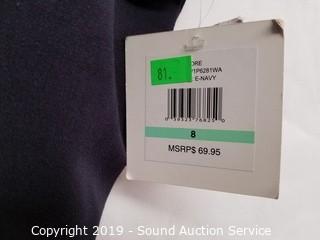 81.
ORE
1P6281WA
E-NAVY
8
MSRP$ 69.95
Copyright 2019 - Sound Auction Service